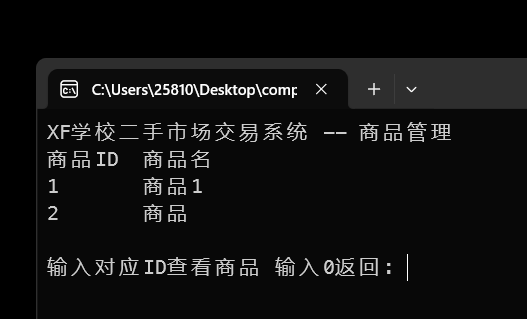 C:\Users\25810\Desktop\comp
XF学校二手市场交易系统 -- 商品管理
商品ID  商品名
1       商品1
2       商品

输入对应ID查看商品 输入0返回: